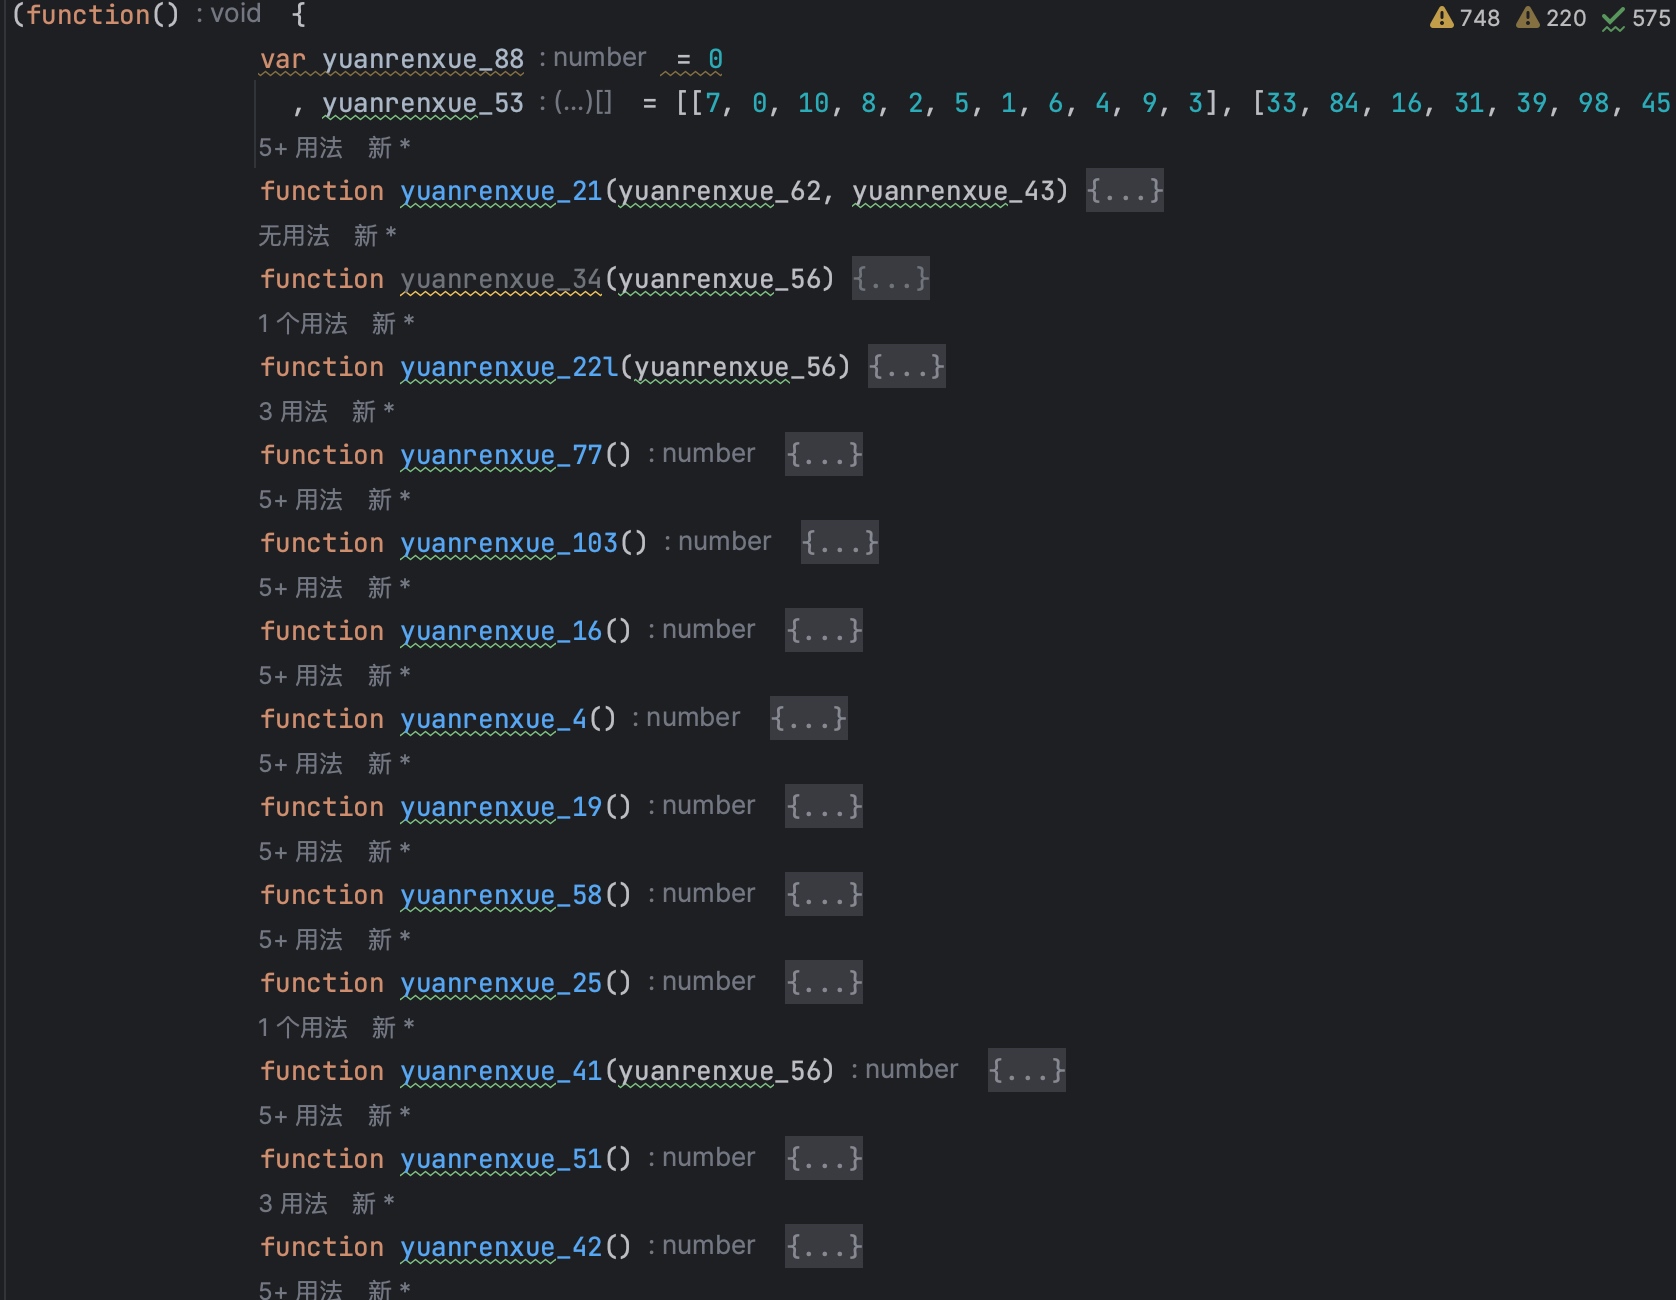 (function() : void {
748 220 575
var yuanrenxue_88 : number = 0
, yuanrenxue_53 : (...)[] = [[7, 0, 10, 8, 2, 5, 1, 6, 4, 9, 3], [33, 84, 16, 31, 39, 98, 45
5+ 用法 新 *
function yuanrenxue_21(yuanrenxue_62, yuanrenxue_43) {...}
无用法 新 *
function yuanrenxue_34(yuanrenxue_56) {...}
1 个用法 新 *
function yuanrenxue_22l(yuanrenxue_56) {...}
3 用法 新 *
function yuanrenxue_77() : number {...}
5+ 用法 新 *
function yuanrenxue_103() : number {...}
5+ 用法 新 *
function yuanrenxue_16() : number {...}
5+ 用法 新 *
function yuanrenxue_4() : number {...}
5+ 用法 新 *
function yuanrenxue_19() : number {...}
5+ 用法 新 *
function yuanrenxue_58() : number {...}
5+ 用法 新 *
function yuanrenxue_25() : number {...}
1 个用法 新 *
function yuanrenxue_41(yuanrenxue_56) : number {...}
5+ 用法 新 *
function yuanrenxue_51() : number {...}
3 用法 新 *
function yuanrenxue_42() : number {...}
5+ 用法 新 *